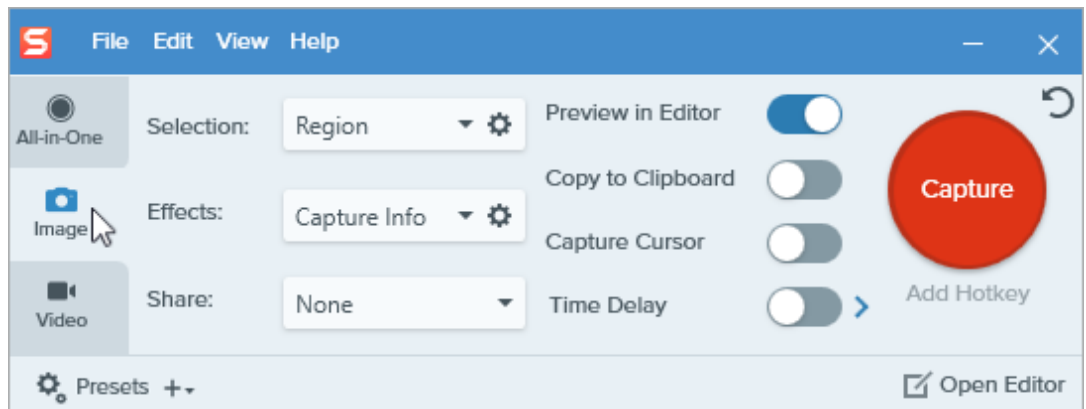 S File Edit View Help
All-in-One
Image
Video
Selection: Region
Effects: Capture Info
Share: None
Preview in Editor
Copy to Clipboard
Capture Cursor
Time Delay
Capture
Add Hotkey
Presets
Open Editor